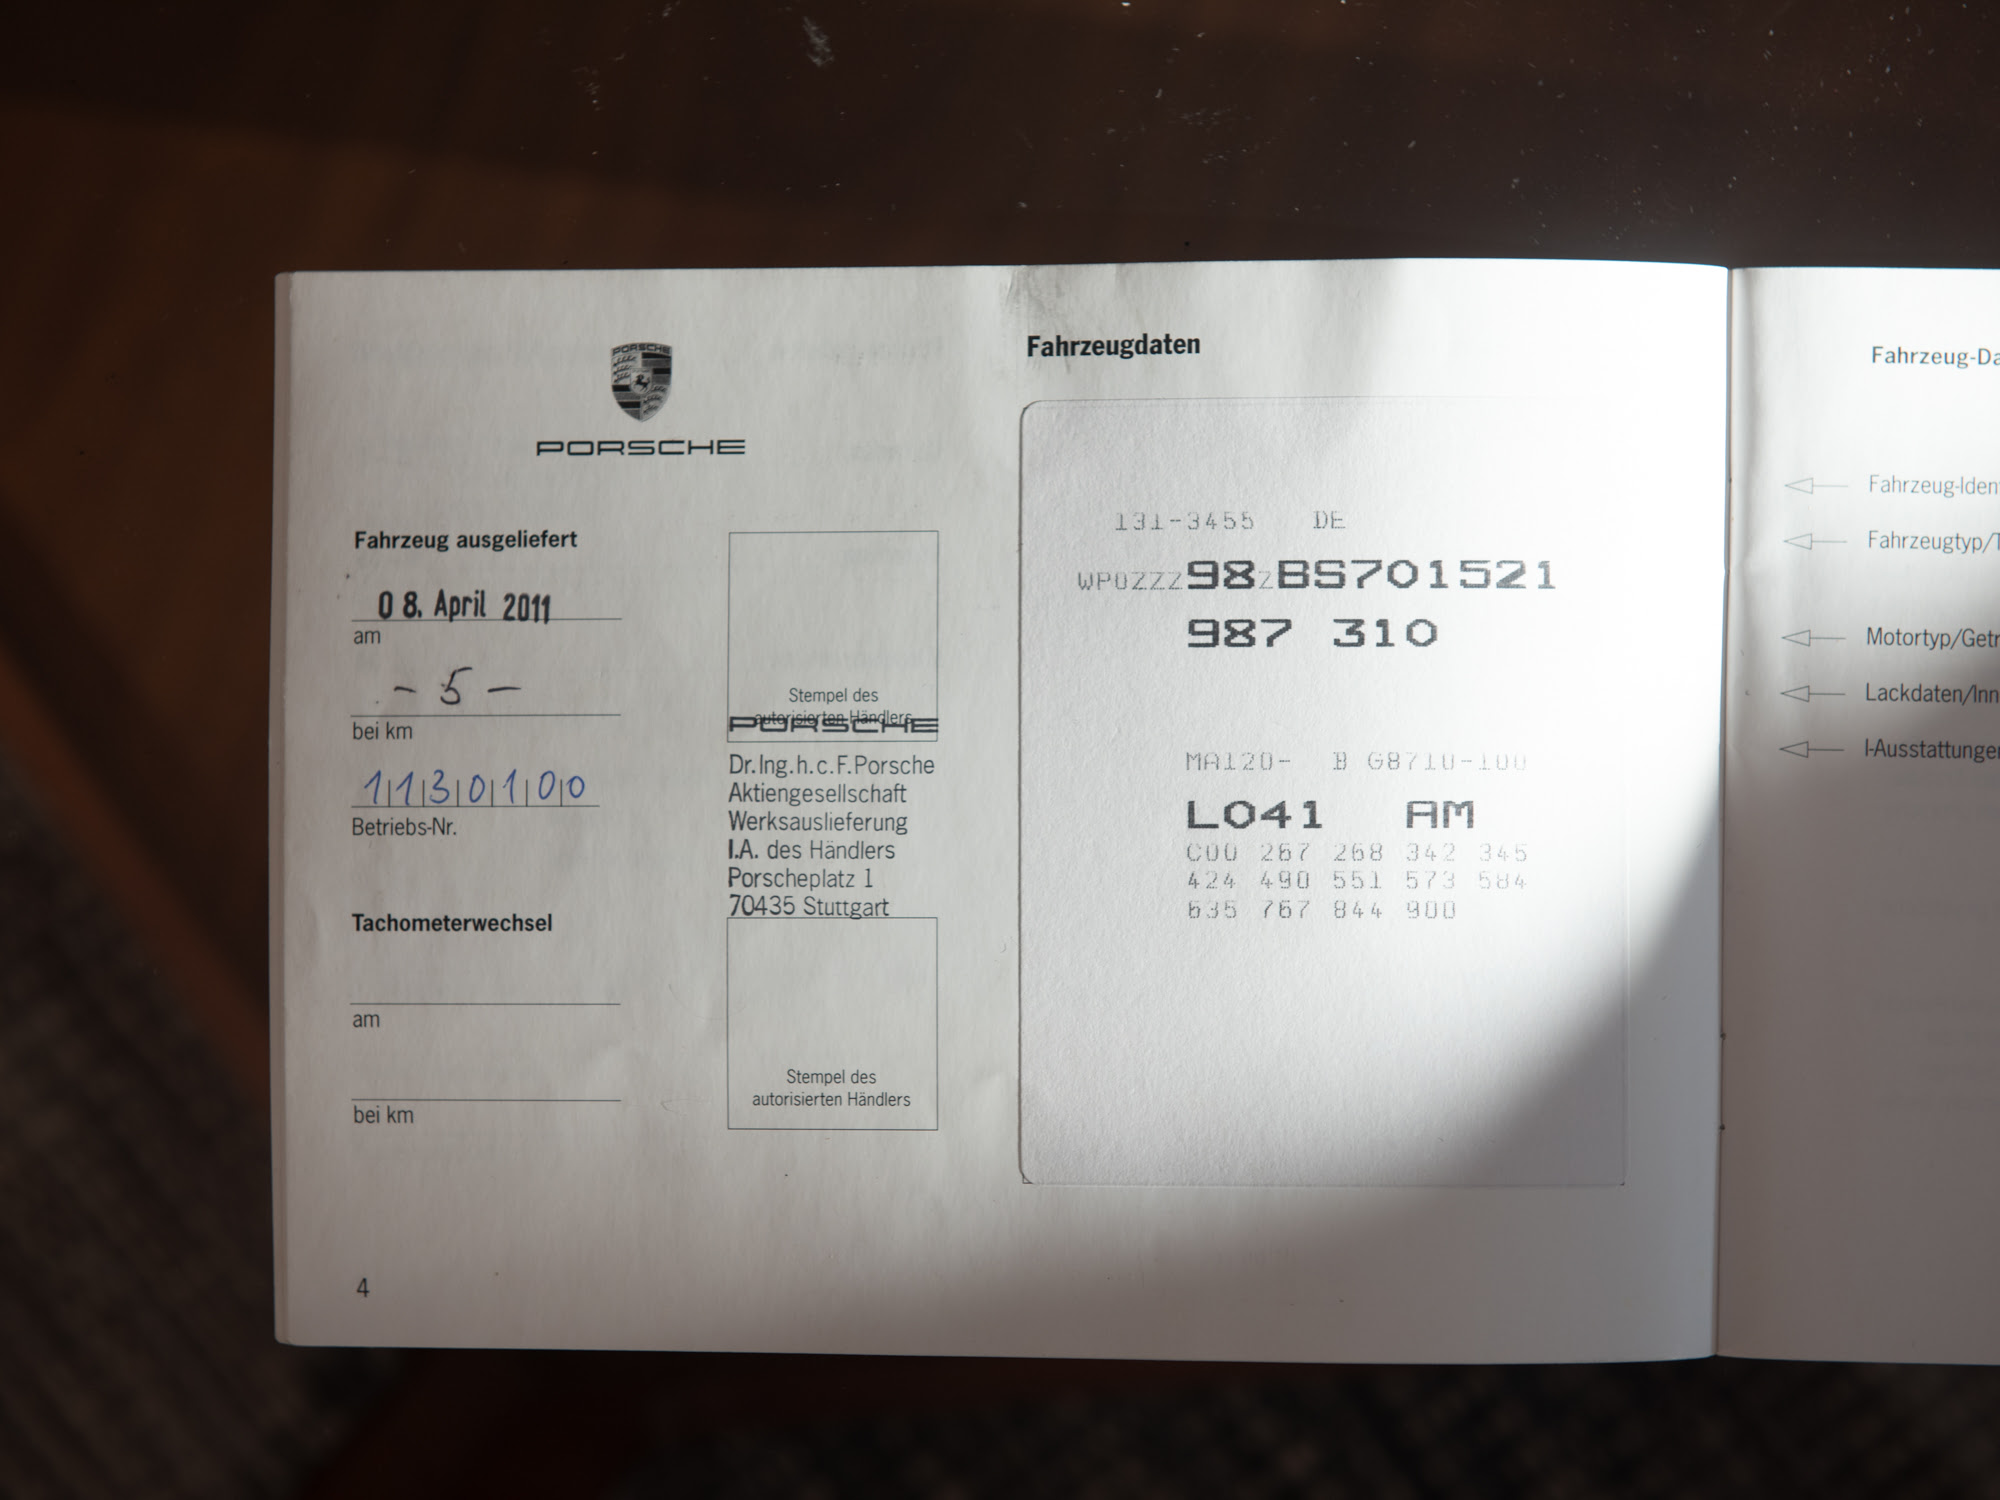 PORSCHE
PORSCHE
Fahrzeug ausgeliefert
08. April 2011
am
- 5 -
bei km
1130100
Betriebs-Nr.
Tachometerwechsel
am
bei km
4
Stempel des
autorisierten Händlers
PORSCHE
Dr.Ing.h.c.F.Porsche
Aktiengesellschaft
Werksauslieferung
I.A. des Händlers
Porscheplatz 1
70435 Stuttgart
Stempel des
autorisierten Händlers
Fahrzeugdaten
131-3455 DE
WP0ZZZ98ZBS701521
987 310
MA120- B G8710-100
L041 AM
C00 267 268 342 345
424 490 551 573 584
635 767 844 900
Fahrzeug-Da
Fahrzeug-Iden
Fahrzeugtyp/T
Motortyp/Getr
Lackdaten/Inn
I-Ausstattunge